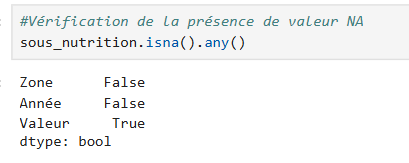 #Vérification de la présence de valeur NA
sous_nutrition.isna().any()
Zone False
Année False
Valeur True
dtype: bool